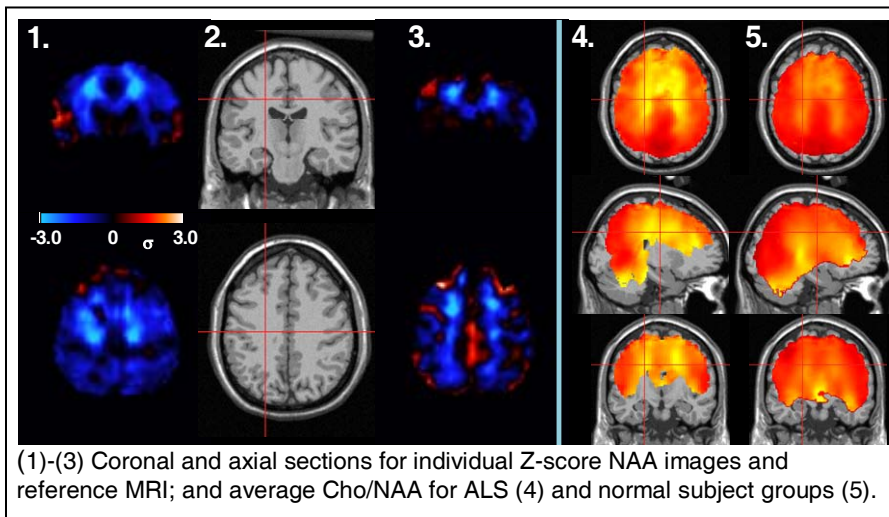 1. 2. 3. 4. 5.
-3.0 0 σ 3.0
(1)-(3) Coronal and axial sections for individual Z-score NAA images and
reference MRI; and average Cho/NAA for ALS (4) and normal subject groups (5).